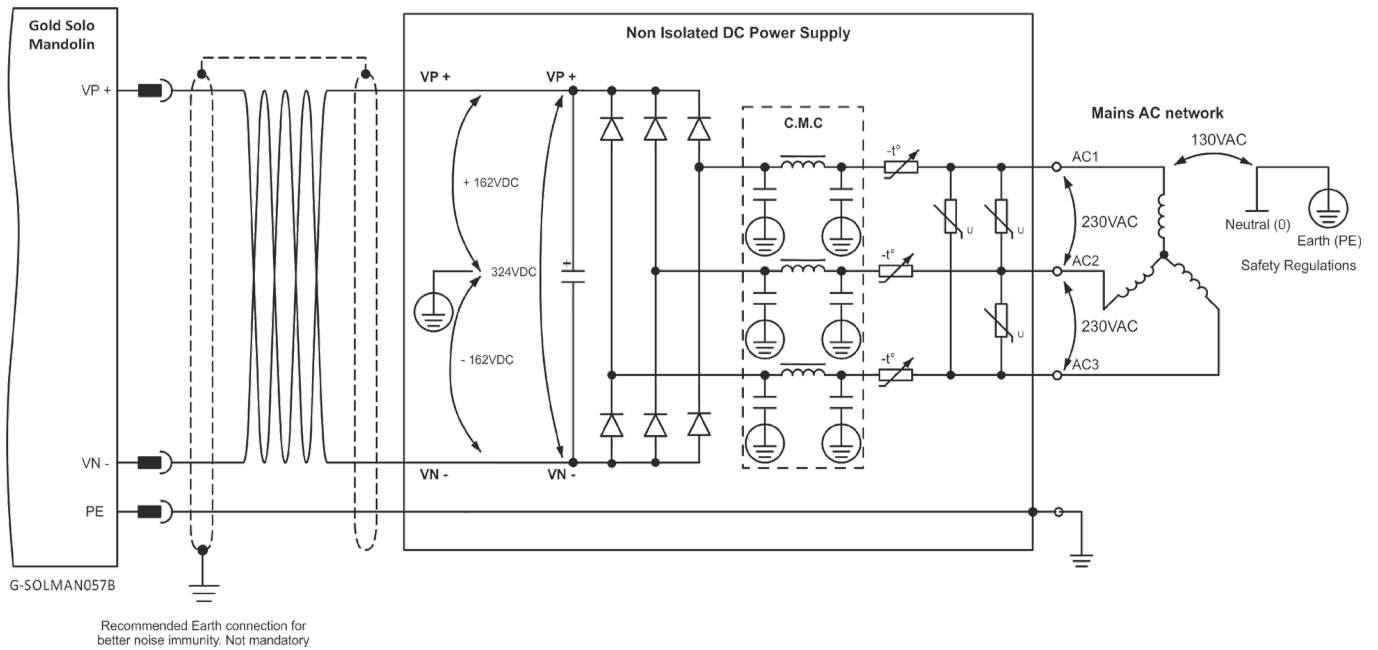 Gold Solo
Mandolin
VP +
VN -
PE
G-SOLMAN057B
Recommended Earth connection for
better noise immunity. Not mandatory
Non Isolated DC Power Supply
VP +
VP +
+ 162VDC
324VDC
- 162VDC
+
VN -
VN -
C.M.C
-t°
-t°
-t°
U
U
U
Mains AC network
AC1
130VAC
230VAC
AC2
230VAC
AC3
Neutral (0)
Earth (PE)
Safety Regulations